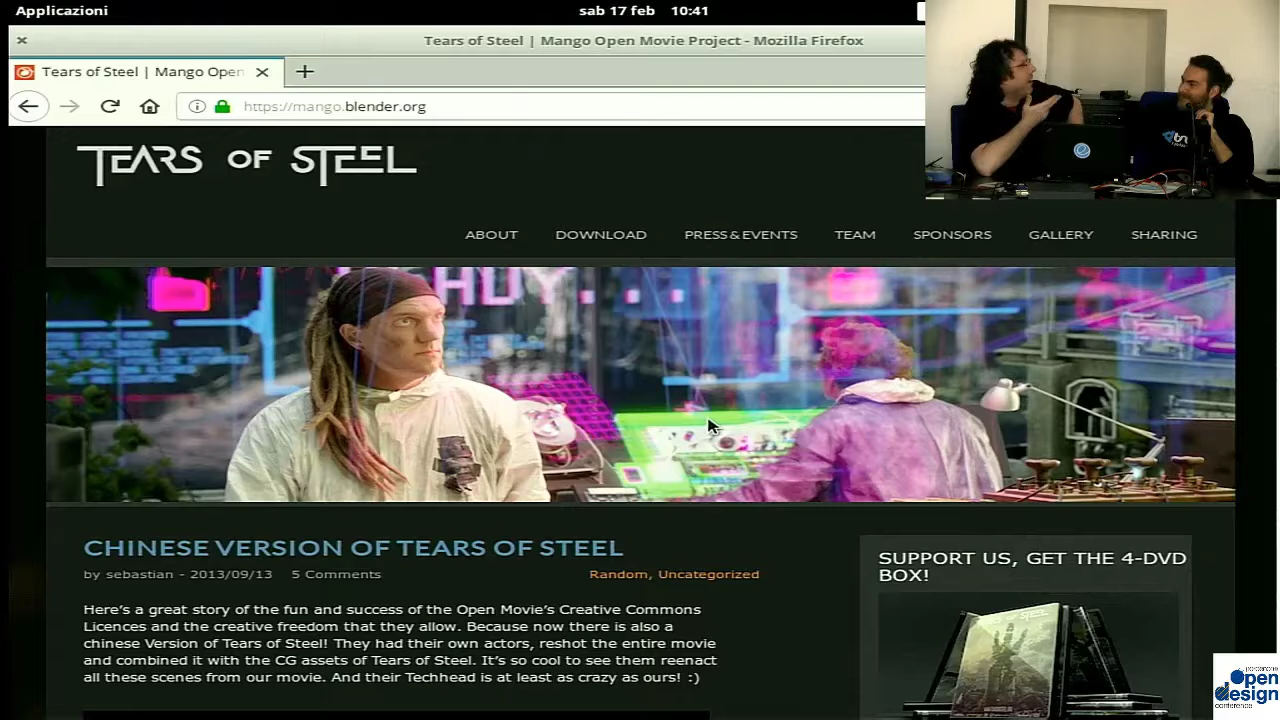 Applicazioni
sab 17 feb 10:41
Tears of Steel | Mango Open Movie Project - Mozilla Firefox
Tears of Steel | Mango Open
https://mango.blender.org
TEARS OF STEEL
ABOUT DOWNLOAD PRESS & EVENTS TEAM SPONSORS GALLERY SHARING
CHINESE VERSION OF TEARS OF STEEL
by sebastian - 2013/09/13 5 Comments Random, Uncategorized
Here's a great story of the fun and success of the Open Movie's Creative Commons
Licences and the creative freedom that they allow. Because now there is also a
chinese Version of Tears of Steel! They had their own actors, reshot the entire movie
and combined it with the CG assets of Tears of Steel. It's so cool to see them reenact
all these scenes from our movie. And their Techhead is at least as crazy as ours! :)
SUPPORT US, GET THE 4-DVD
BOX!
pordenone
open
design
conference